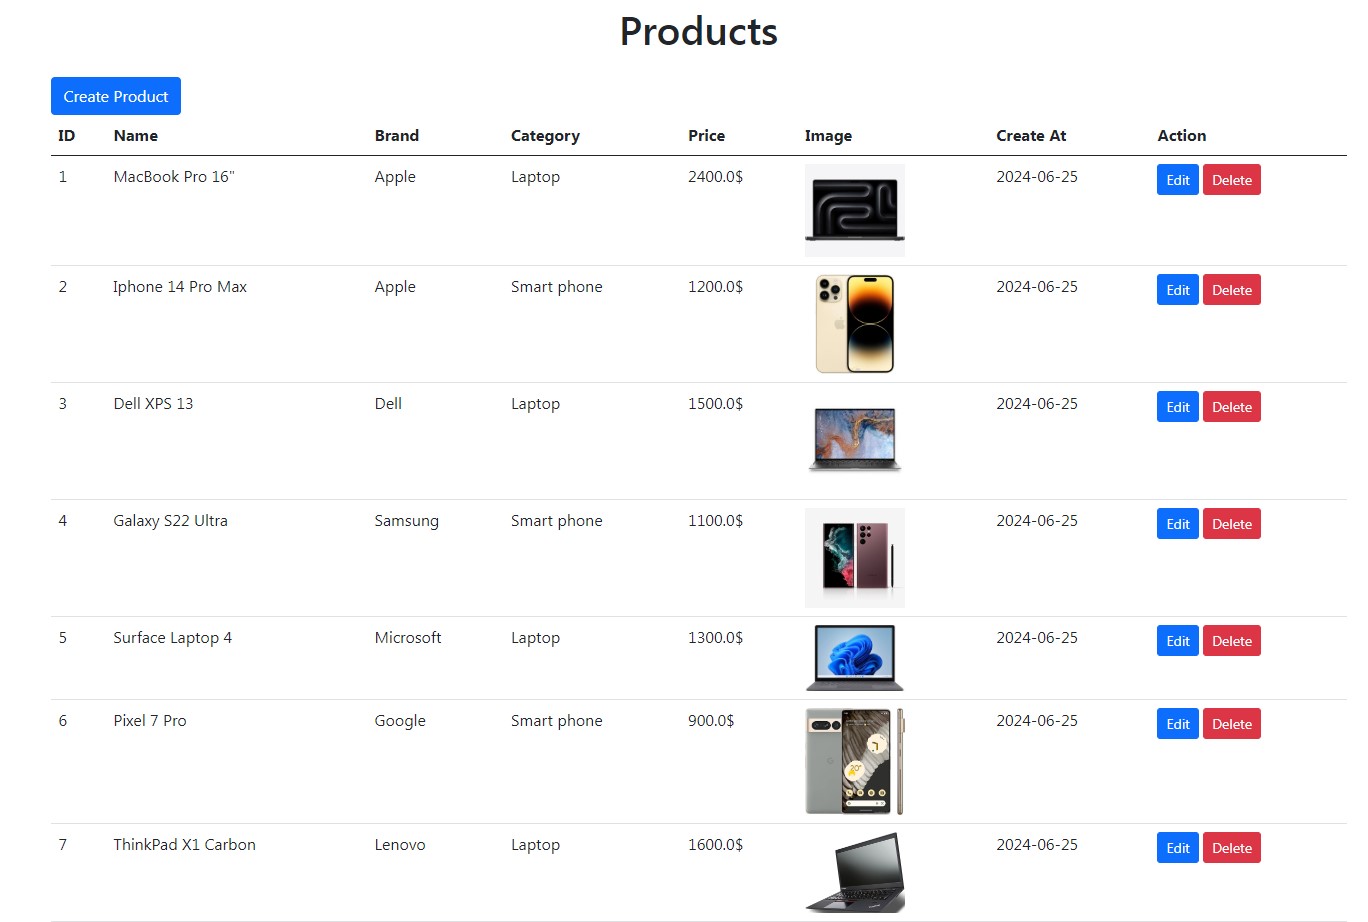 Products
Create Product
ID Name Brand Category Price Image Create At Action
1 MacBook Pro 16" Apple Laptop 2400.0$ 2024-06-25 Edit Delete
2 Iphone 14 Pro Max Apple Smart phone 1200.0$ 2024-06-25 Edit Delete
3 Dell XPS 13 Dell Laptop 1500.0$ 2024-06-25 Edit Delete
4 Galaxy S22 Ultra Samsung Smart phone 1100.0$ 2024-06-25 Edit Delete
5 Surface Laptop 4 Microsoft Laptop 1300.0$ 2024-06-25 Edit Delete
6 Pixel 7 Pro Google Smart phone 900.0$ 2024-06-25 Edit Delete
7 ThinkPad X1 Carbon Lenovo Laptop 1600.0$ 2024-06-25 Edit Delete